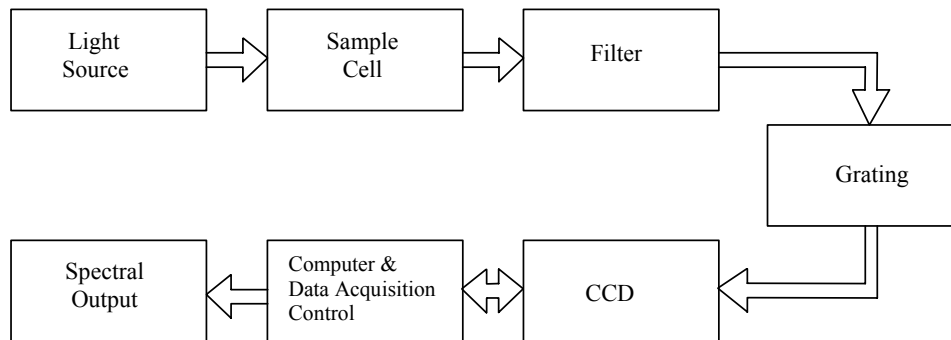 Light
Source
Sample
Cell
Filter
Grating
Spectral
Output
Computer &
Data Acquisition
Control
CCD